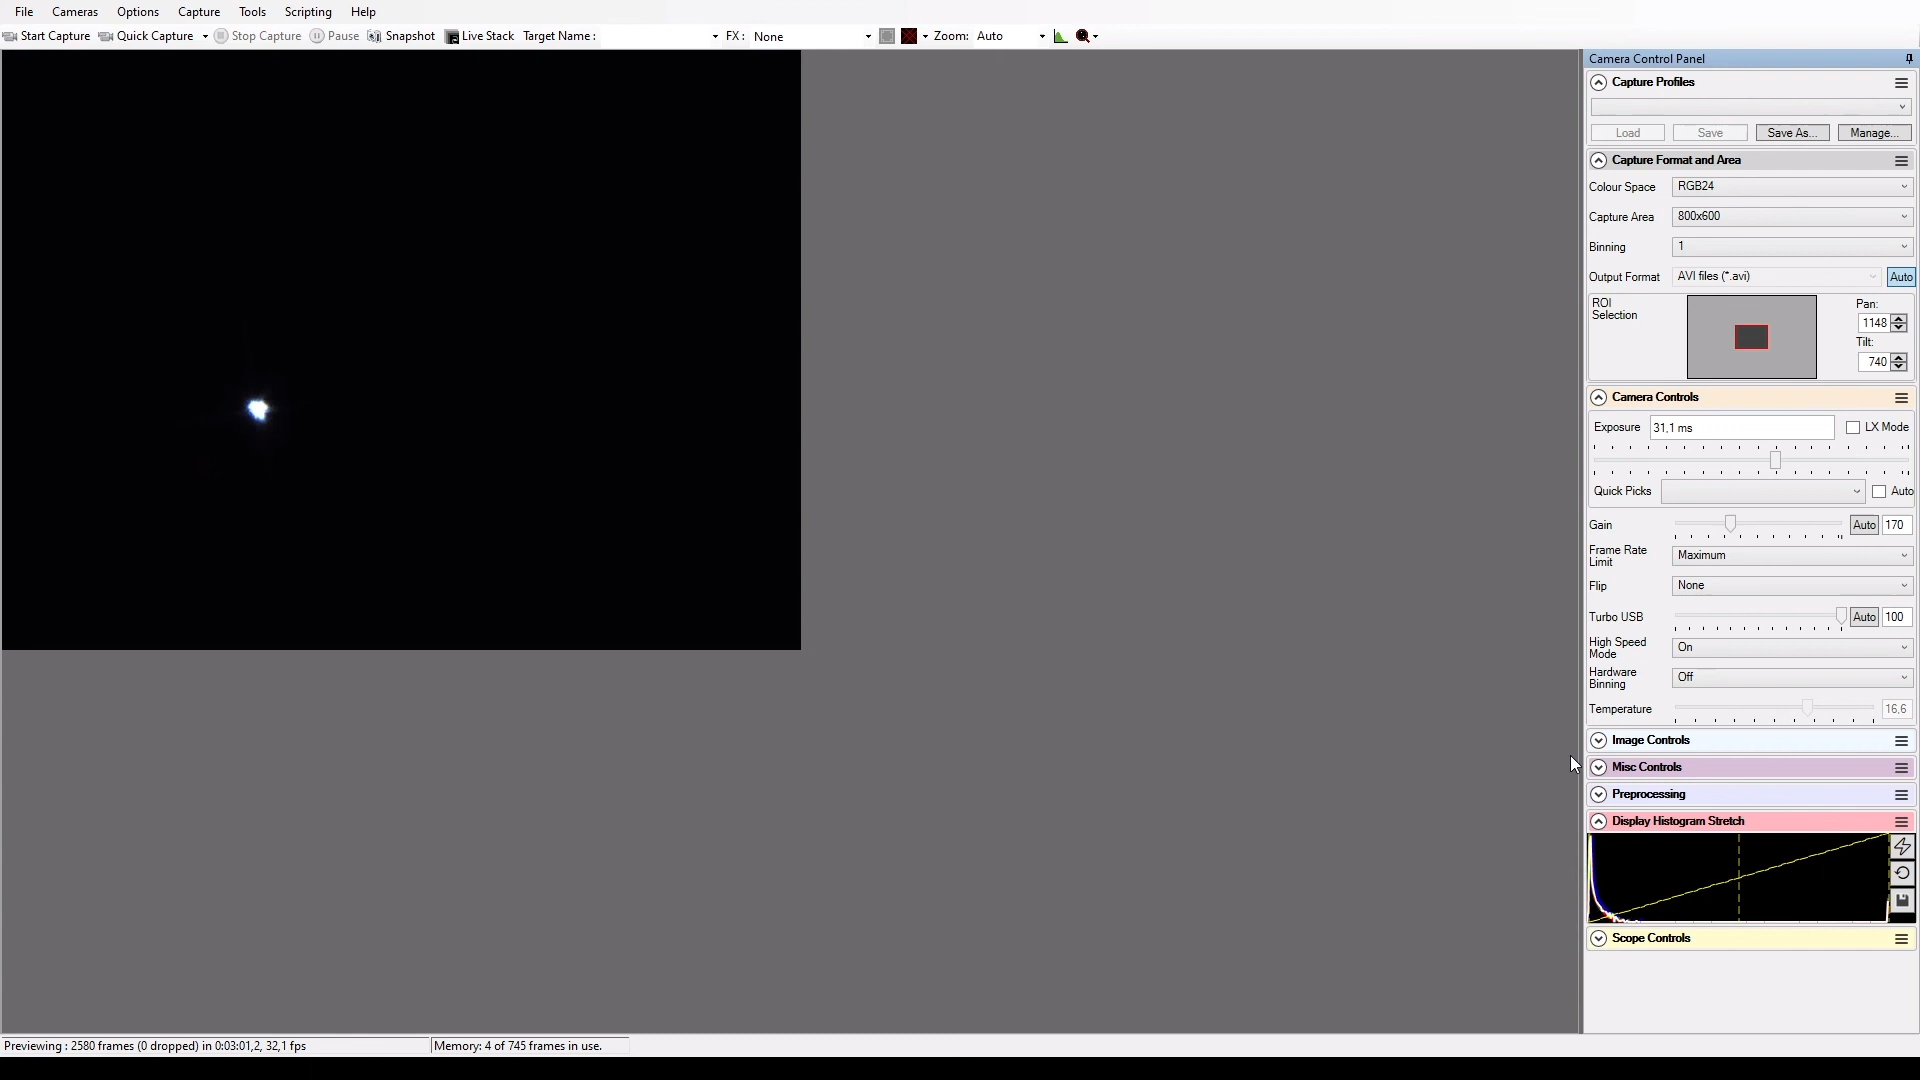 File Cameras Options Capture Tools Scripting Help
Start Capture Quick Capture Stop Capture Pause Snapshot Live Stack Target Name : FX : None Zoom: Auto
Camera Control Panel
Capture Profiles
Load Save Save As... Manage...
Capture Format and Area
Colour Space RGB24
Capture Area 800x600
Binning 1
Output Format AVI files (*.avi) Auto
ROI Selection
Pan:
1148
Tilt:
740
Camera Controls
Exposure 31,1 ms LX Mode
Quick Picks Auto
Gain Auto 170
Frame Rate Limit Maximum
Flip None
Turbo USB Auto 100
High Speed Mode On
Hardware Binning Off
Temperature 16,6
Image Controls
Misc Controls
Preprocessing
Display Histogram Stretch
Scope Controls
Previewing : 2580 frames (0 dropped) in 0:03:01,2, 32,1 fps Memory: 4 of 745 frames in use.